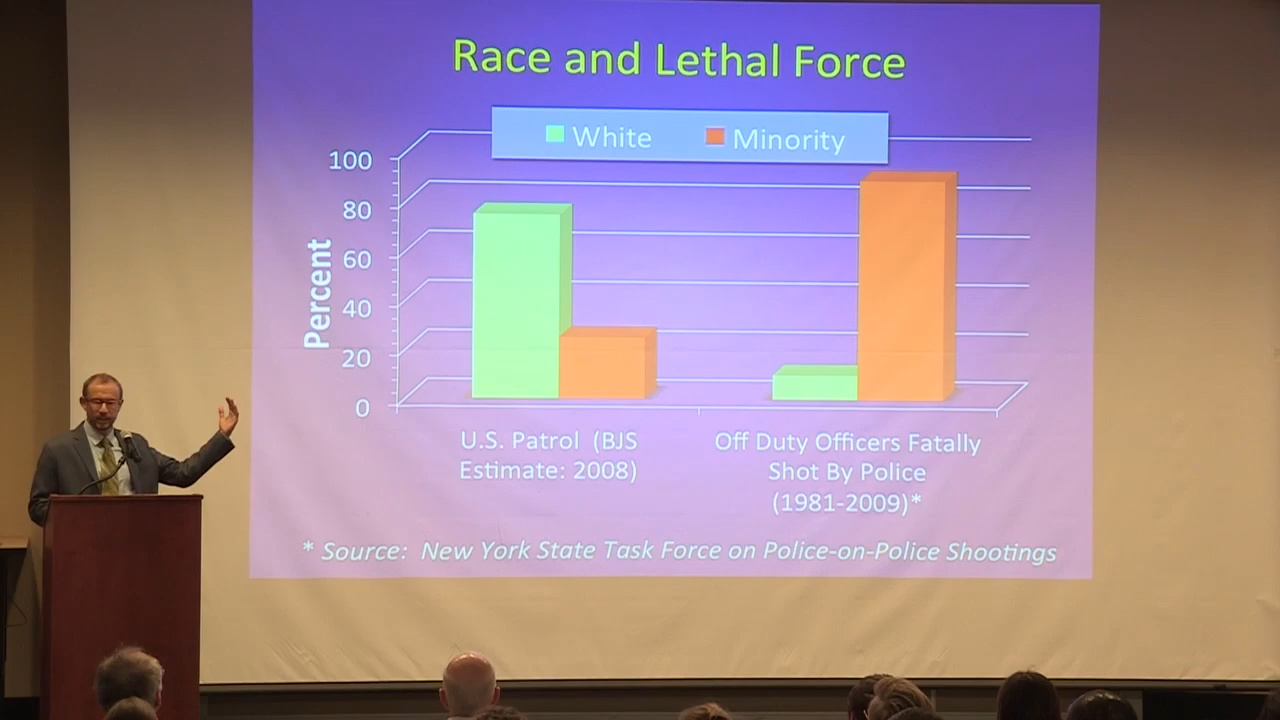 Race and Lethal Force
White Minority
100
80
60
40
20
0
Percent
U.S. Patrol (BJS
Estimate: 2008)
Off Duty Officers Fatally
Shot By Police
(1981-2009)*
* Source: New York State Task Force on Police-on-Police Shootings